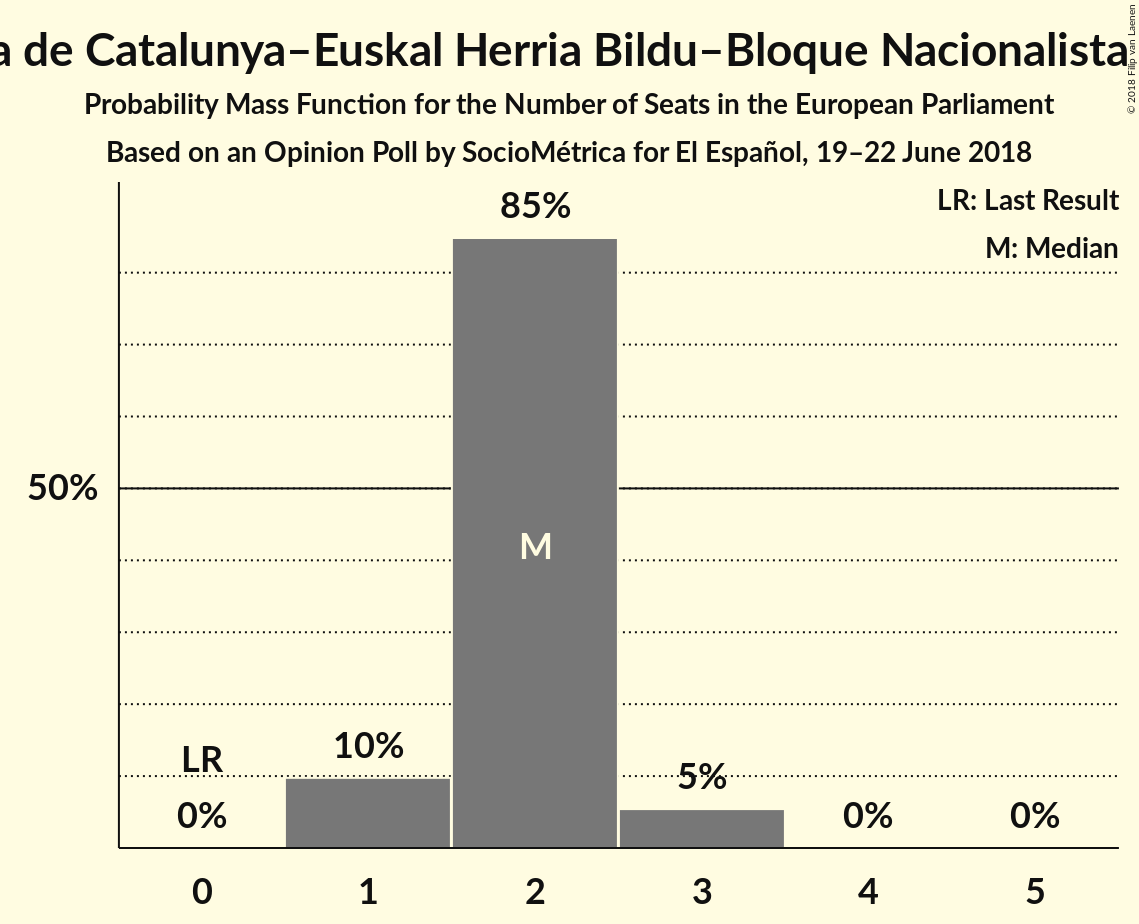 a de Catalunya–Euskal Herria Bildu–Bloque Nacionalista
© 2018 Filip van Laenen
Probability Mass Function for the Number of Seats in the European Parliament
Based on an Opinion Poll by SocioMétrica for El Español, 19–22 June 2018
LR: Last Result
M: Median
85%
50%
M
LR
10%
5%
0%
0%
0%
0 1 2 3 4 5